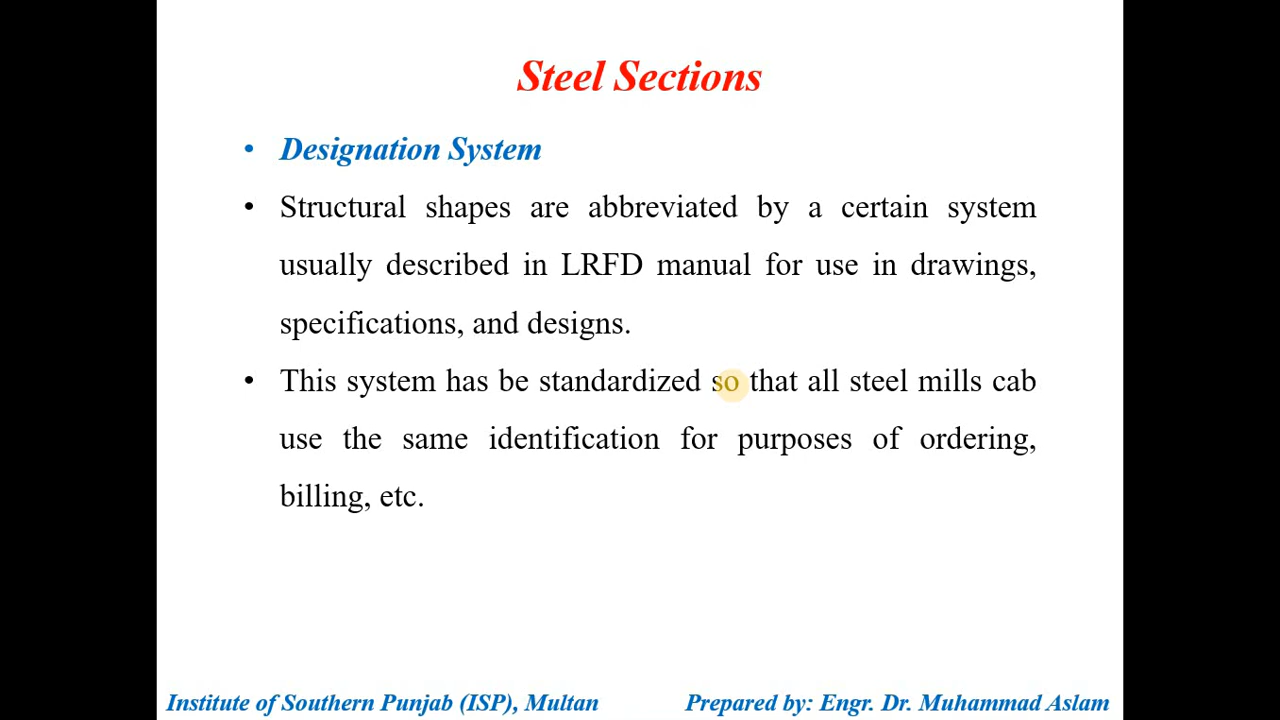 Steel Sections
• Designation System
• Structural shapes are abbreviated by a certain system
usually described in LRFD manual for use in drawings,
specifications, and designs.
• This system has be standardized so that all steel mills cab
use the same identification for purposes of ordering,
billing, etc.
Institute of Southern Punjab (ISP), Multan Prepared by: Engr. Dr. Muhammad Aslam